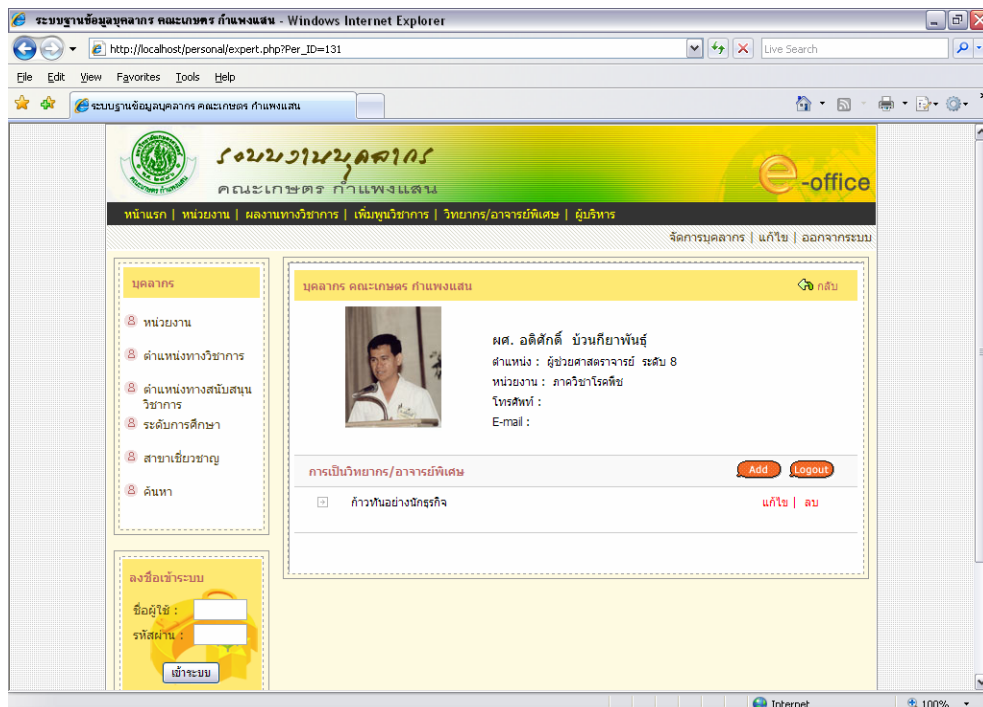 ระบบฐานข้อมูลบุคลากร คณะเกษตร กำแพงแสน - Windows Internet Explorer
http://localhost/personal/expert.php?Per_ID=131
Live Search
File Edit View Favorites Tools Help
ระบบฐานข้อมูลบุคลากร คณะเกษตร กำแพงแสน
ระบบงานบุคลากร
คณะเกษตร กำแพงแสน
e-office
หน้าแรก | หน่วยงาน | ผลงานทางวิชาการ | เพิ่มพูนวิชาการ | วิทยากร/อาจารย์พิเศษ | ผู้บริหาร
จัดการบุคลากร | แก้ไข | ออกจากระบบ
บุคลากร
หน่วยงาน
ตำแหน่งทางวิชาการ
ตำแหน่งทางสนับสนุน
วิชาการ
ระดับการศึกษา
สาขาเชี่ยวชาญ
ค้นหา
ลงชื่อเข้าระบบ
ชื่อผู้ใช้ :
รหัสผ่าน :
เข้าระบบ
บุคลากร คณะเกษตร กำแพงแสน
กลับ
ผศ. อดิศักดิ์ บ้วนกียาพันธุ์
ตำแหน่ง : ผู้ช่วยศาสตราจารย์ ระดับ 8
หน่วยงาน : ภาควิชาโรคพืช
โทรศัพท์ :
E-mail :
การเป็นวิทยากร/อาจารย์พิเศษ
Add Logout
ก้าวทันอย่างนักธุรกิจ
แก้ไข | ลบ
Internet
100%